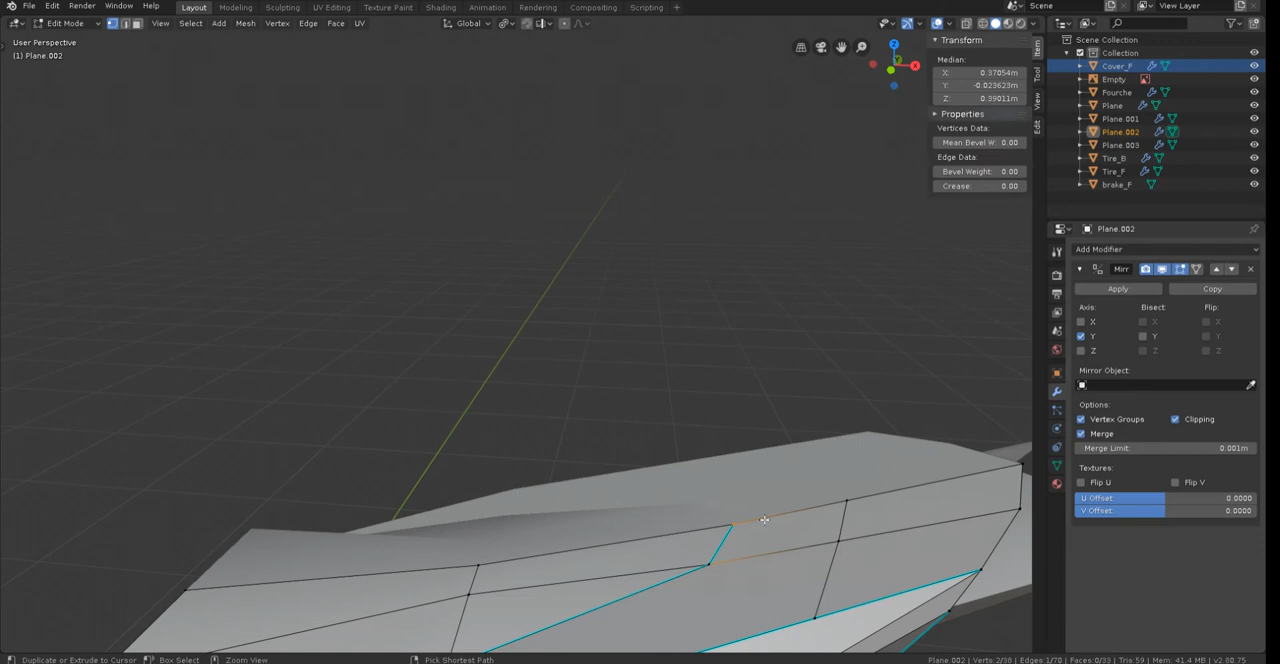 File Edit Render Window Help Layout Modeling Sculpting UV Editing Texture Paint Shading Animation Rendering Compositing Scripting + Scene View Layer
Edit Mode View Select Add Mesh Vertex Edge Face UV Global
User Perspective
(1) Plane.002
Z
Y
X
Transform
Median:
X: 0.37054m
Y: -0.023623m
Z: 0.39011m
Properties
Vertices Data:
Mean Bevel W: 0.00
Edge Data:
Bevel Weight: 0.00
Crease: 0.00
Item
Tool
View
Edit
Scene Collection
Collection
Cover_F
Empty
Fourche
Plane
Plane.001
Plane.002
Plane.003
Tire_B
Tire_F
brake_F
Plane.002
Add Modifier
Mirr
Apply Copy
Axis: Bisect: Flip:
X X X
Y Y Y
Z Z Z
Mirror Object:
Options:
Vertex Groups Clipping
Merge
Merge Limit: 0.001m
Textures:
Flip U Flip V
U Offset: 0.0000
V Offset: 0.0000
Duplicate or Extrude to Cursor Box Select Zoom View Pick Shortest Path Plane.002 | Verts:2/38 | Edges:1/70 | Faces:0/33 | Tris:59 | Mem: 41.4 MB | v2.80.75